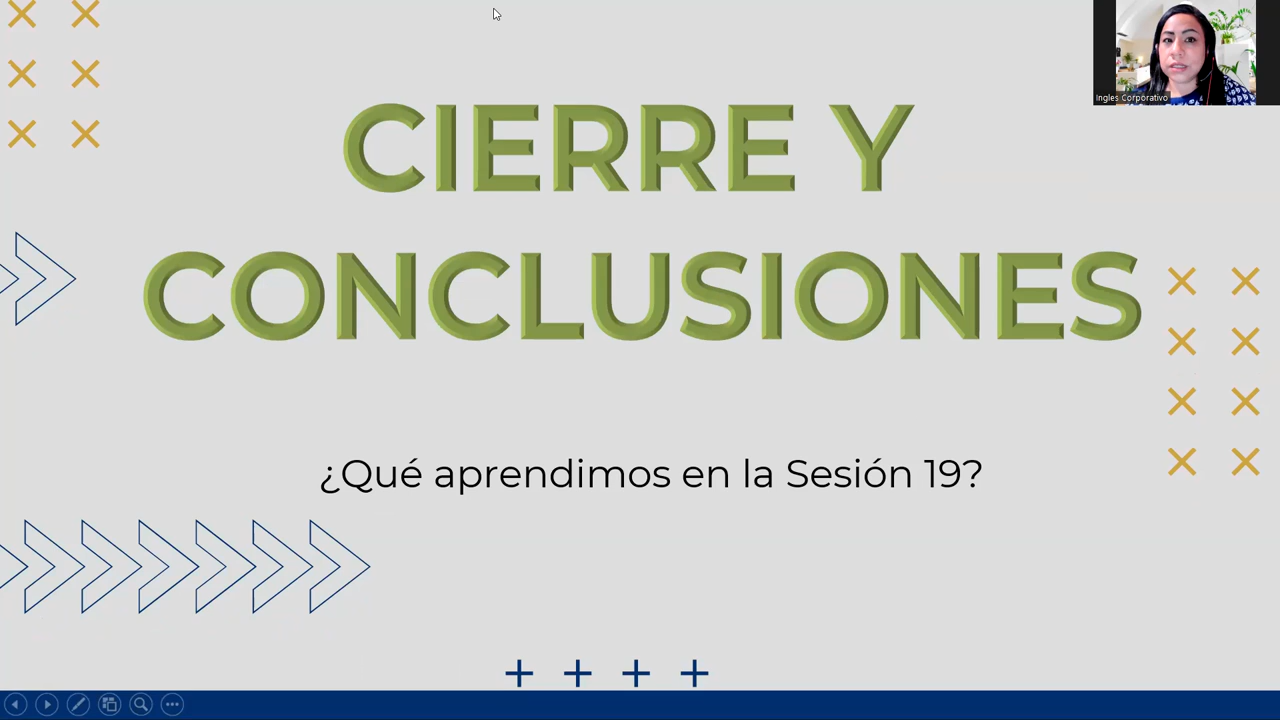 CIERRE Y
CONCLUSIONES
¿Qué aprendimos en la Sesión 19?
Ingles Corporativo